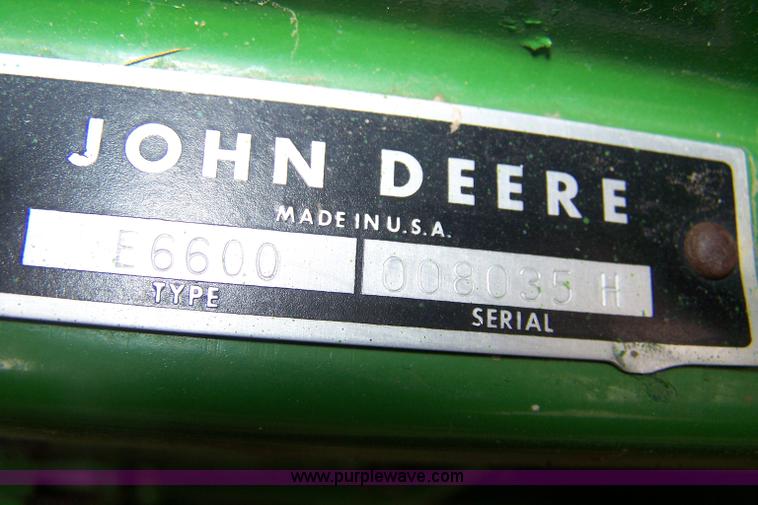 JOHN DEERE
MADE IN U.S.A.
E6600 008035 H
TYPE SERIAL
www.purplewave.com